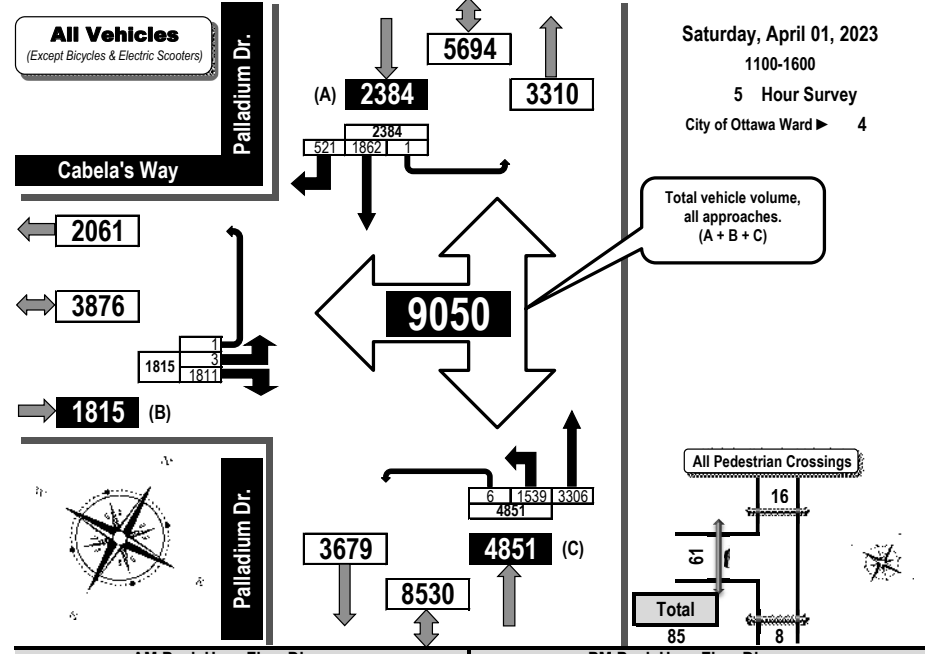 All Vehicles
(Except Bicycles & Electric Scooters)
Palladium Dr.
Cabela's Way
5694
(A) 2384
3310
2384
521 1862 1
Saturday, April 01, 2023
1100-1600
5 Hour Survey
City of Ottawa Ward ► 4
Total vehicle volume,
all approaches.
(A + B + C)
2061
3876
9050
1
1815 3
1811
1815 (B)
6 1539 3306
4851
Palladium Dr.
3679
4851 (C)
8530
All Pedestrian Crossings
16
61
Total
85
8